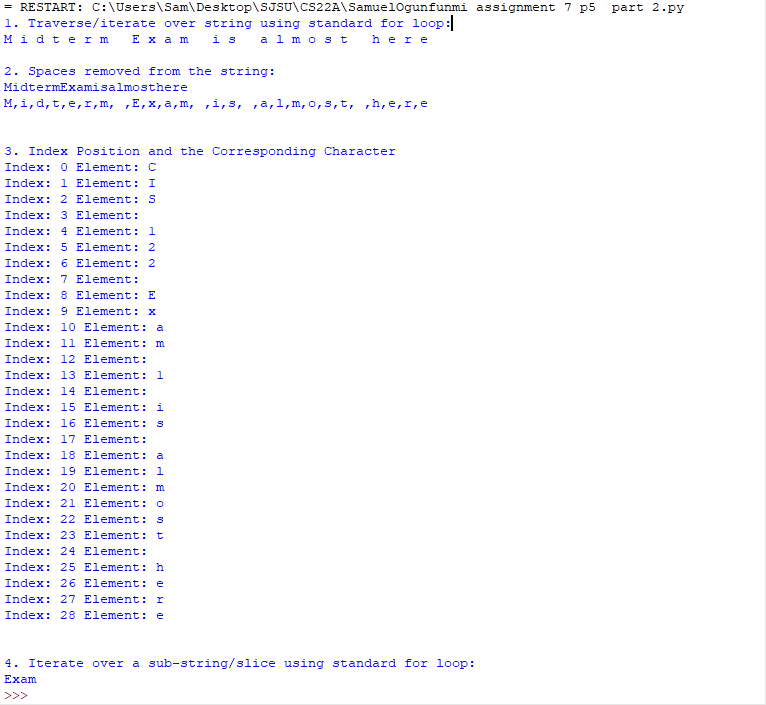 = RESTART: C:\Users\Sam\Desktop\SJSU\CS22A\SamuelOgunfunmi assignment 7 p5  part 2.py
1. Traverse/iterate over string using standard for loop:
M i d t e r m   E x a m   i s   a l m o s t   h e r e
2. Spaces removed from the string:
MidtermExamisalmosthere
M,i,d,t,e,r,m, ,E,x,a,m, ,i,s, ,a,l,m,o,s,t, ,h,e,r,e
3. Index Position and the Corresponding Character
Index: 0 Element: C
Index: 1 Element: I
Index: 2 Element: S
Index: 3 Element:
Index: 4 Element: 1
Index: 5 Element: 2
Index: 6 Element: 2
Index: 7 Element:
Index: 8 Element: E
Index: 9 Element: x
Index: 10 Element: a
Index: 11 Element: m
Index: 12 Element:
Index: 13 Element: 1
Index: 14 Element:
Index: 15 Element: i
Index: 16 Element: s
Index: 17 Element:
Index: 18 Element: a
Index: 19 Element: l
Index: 20 Element: m
Index: 21 Element: o
Index: 22 Element: s
Index: 23 Element: t
Index: 24 Element:
Index: 25 Element: h
Index: 26 Element: e
Index: 27 Element: r
Index: 28 Element: e
4. Iterate over a sub-string/slice using standard for loop:
Exam
>>>